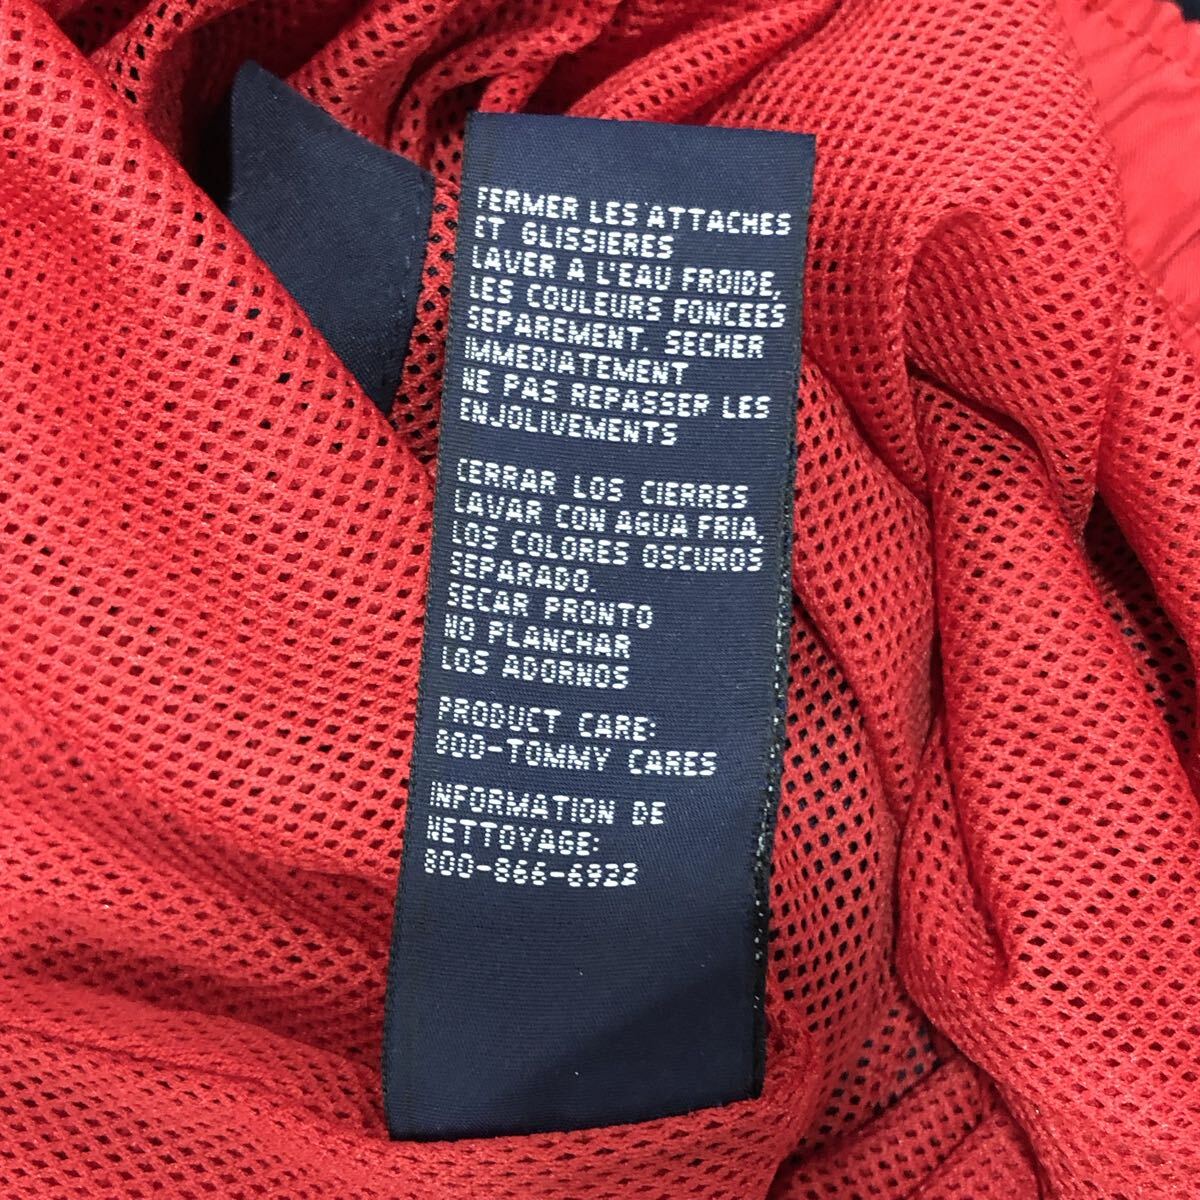 FERMER LES ATTACHES
ET GLISSIERES
LAVER A L'EAU FROIDE,
LES COULEURS FONCEES
SEPAREMENT. SECHER
IMMEDIATEMENT
NE PAS REPASSER LES
ENJOLIVEMENTS
CERRAR LOS CIERRES
LAVAR CON AGUA FRIA,
LOS COLORES OSCUROS
SEPARADO.
SECAR PRONTO
NO PLANCHAR
LOS ADORNOS
PRODUCT CARE:
800-TOMMY CARES
INFORMATION DE
NETTOYAGE:
800-866-6922